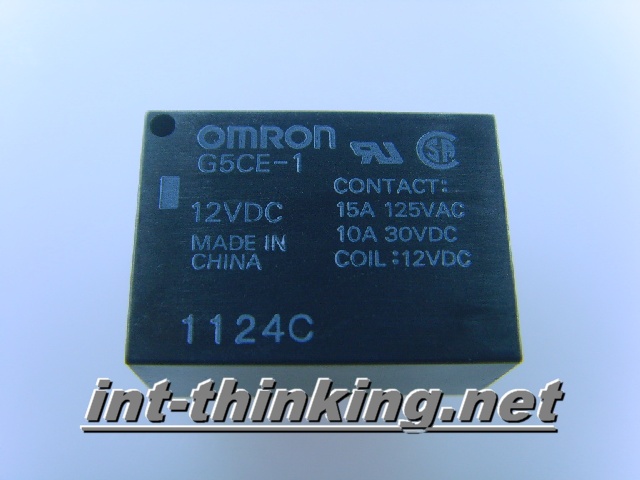 OMRON
G5CE-1
12VDC
MADE IN
CHINA
CONTACT:
15A 125VAC
10A 30VDC
COIL:12VDC
1124C
int-thinking.net